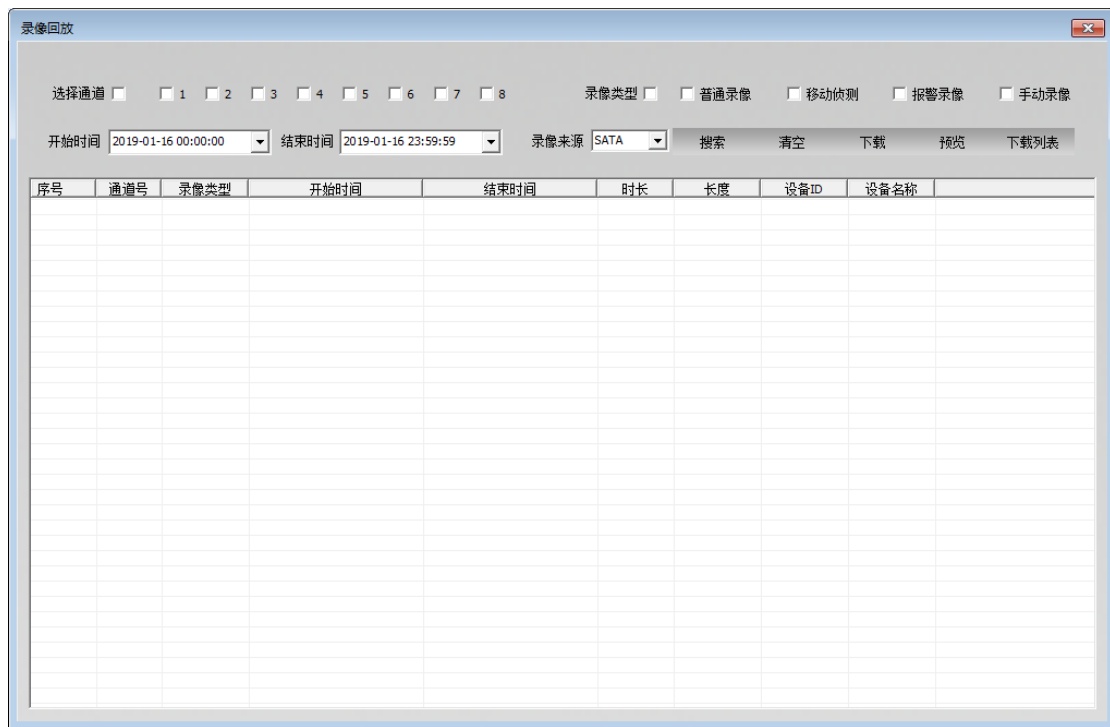 录像回放
选择通道 1 2 3 4 5 6 7 8 录像类型 普通录像 移动侦测 报警录像 手动录像
开始时间 2019-01-16 00:00:00 结束时间 2019-01-16 23:59:59 录像来源 SATA 搜索 清空 下载 预览 下载列表
序号 通道号 录像类型 开始时间 结束时间 时长 长度 设备ID 设备名称